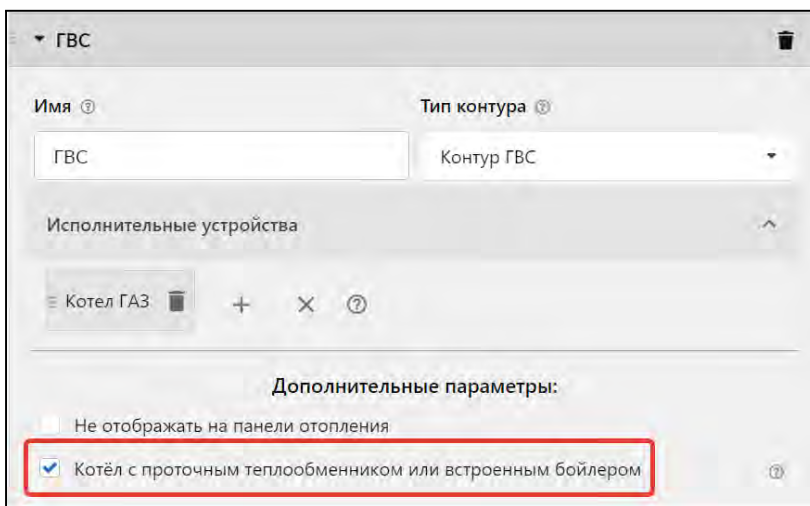 ГВС
Имя
Тип контура
ГВС
Контур ГВС
Исполнительные устройства
Котел ГАЗ
Дополнительные параметры:
Не отображать на панели отопления
Котёл с проточным теплообменником или встроенным бойлером